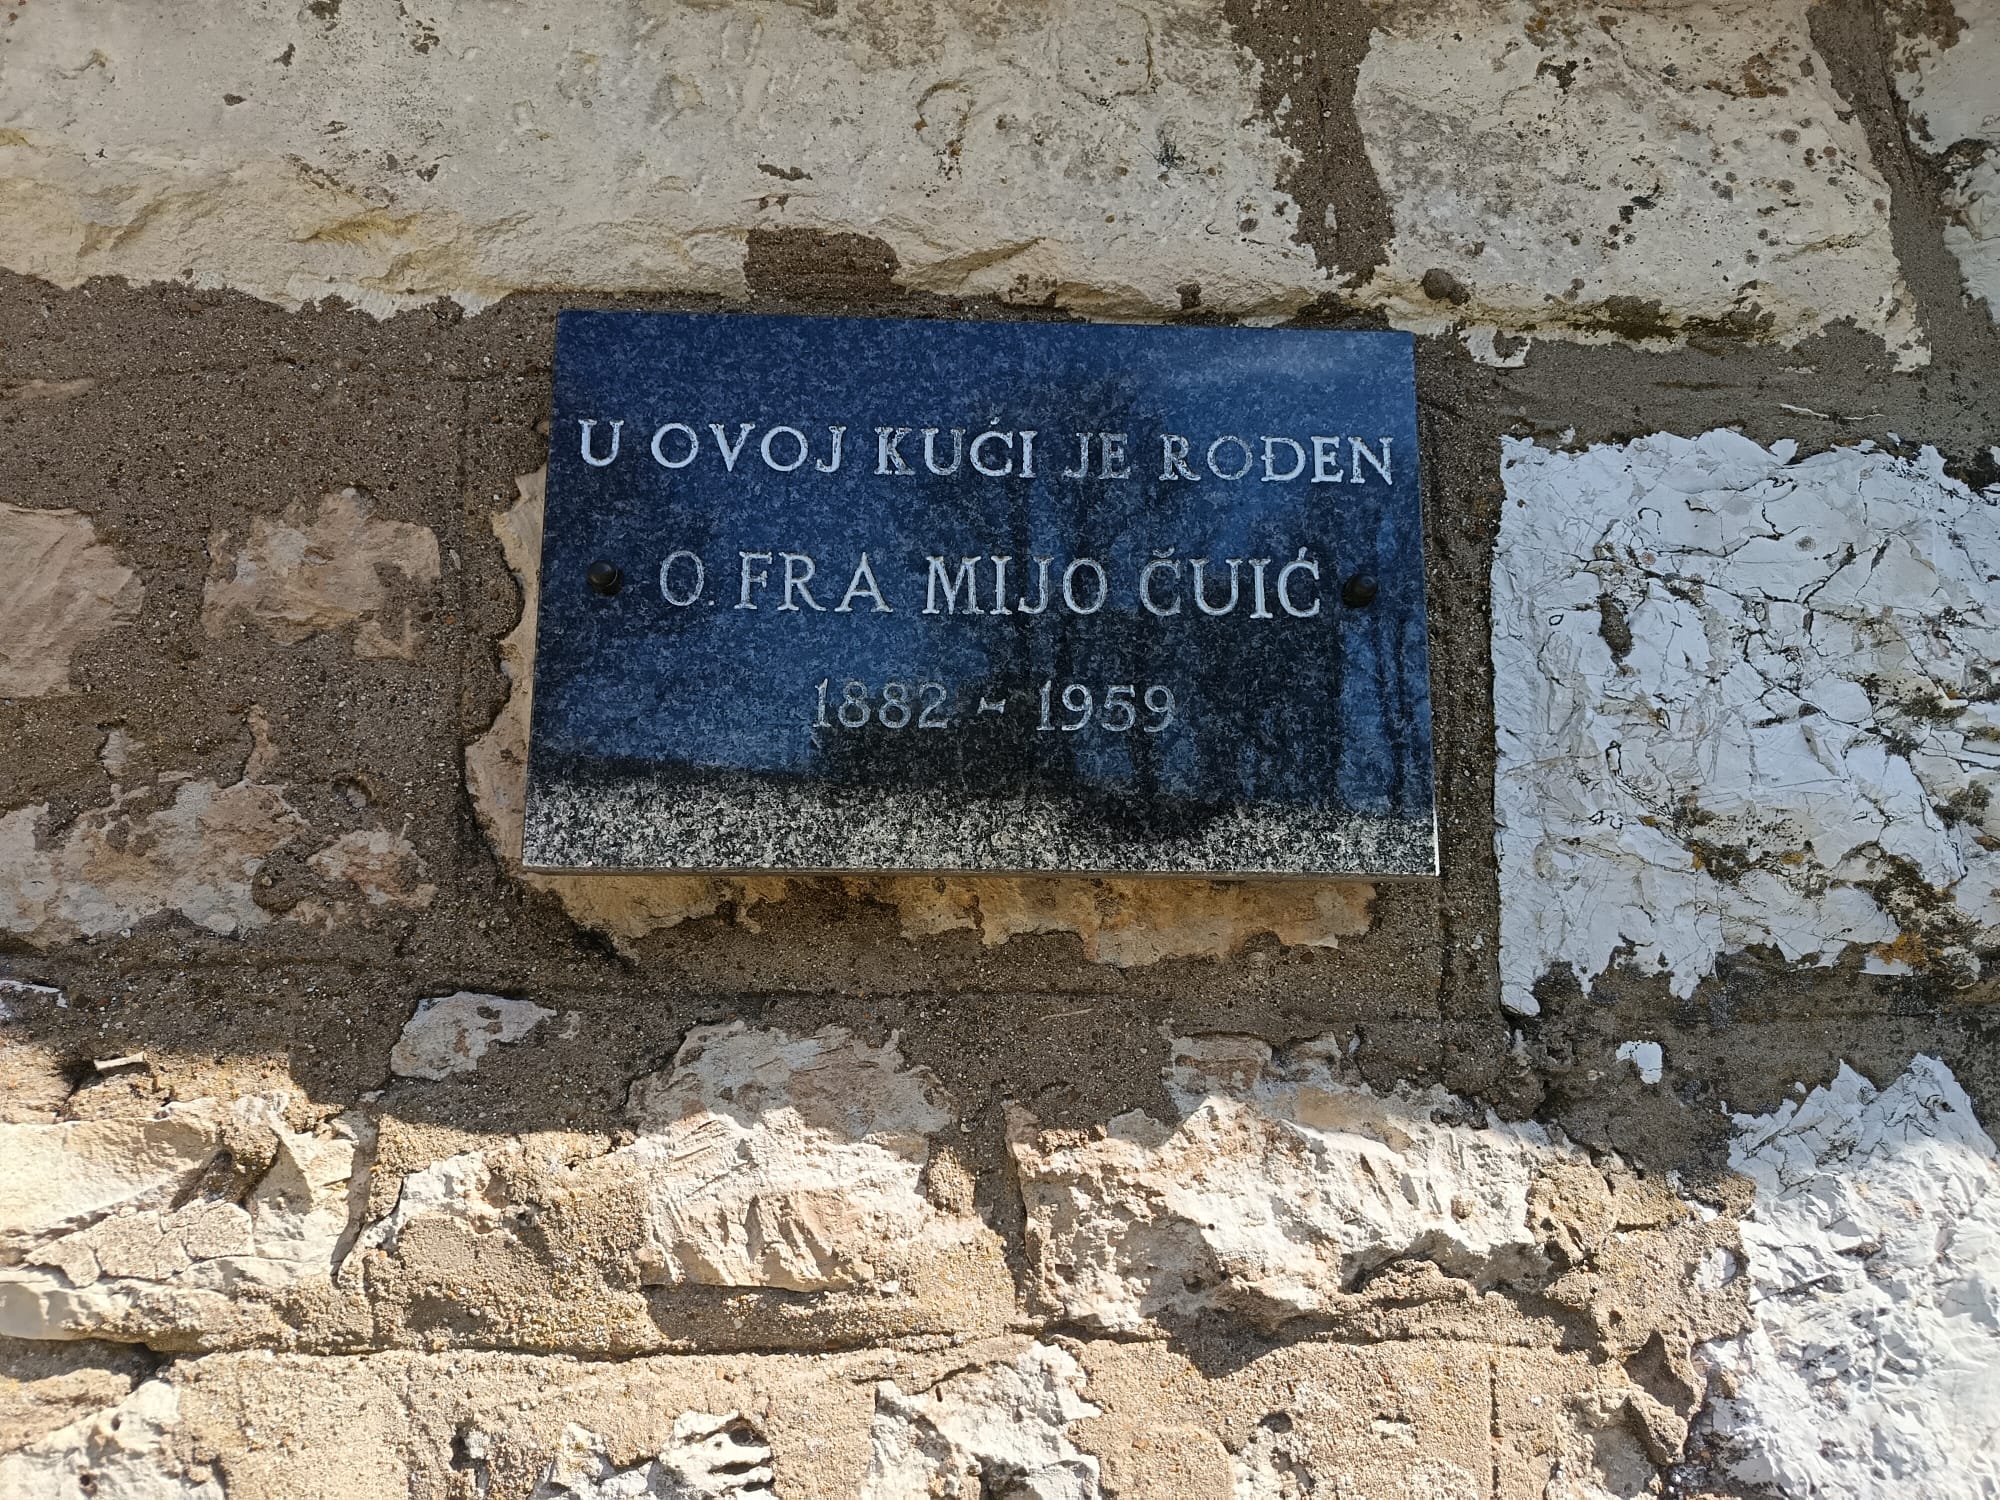 U OVOJ KUĆI JE ROĐEN
O. FRA MIJO ČUIĆ
1882 - 1959